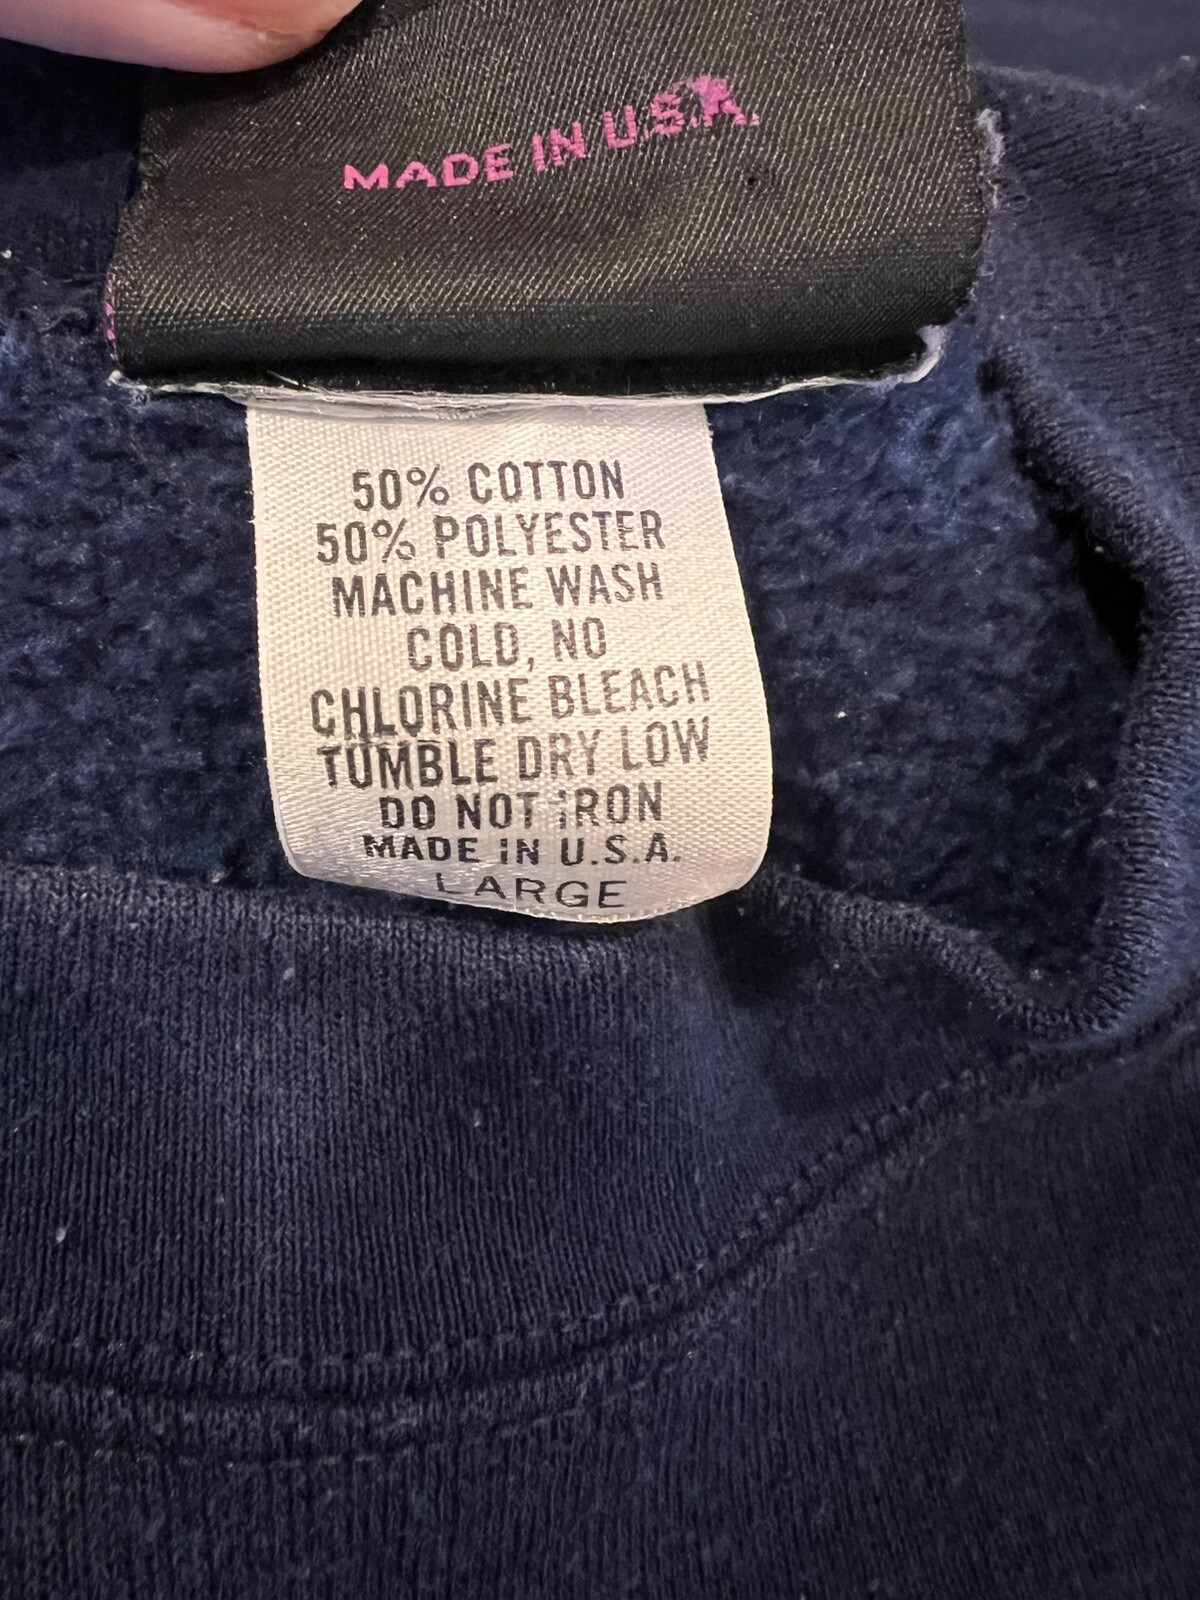 MADE IN U.S.A.
50% COTTON
50% POLYESTER
MACHINE WASH
COLD, NO
CHLORINE BLEACH
TUMBLE DRY LOW
DO NOT IRON
MADE IN U.S.A.
LARGE